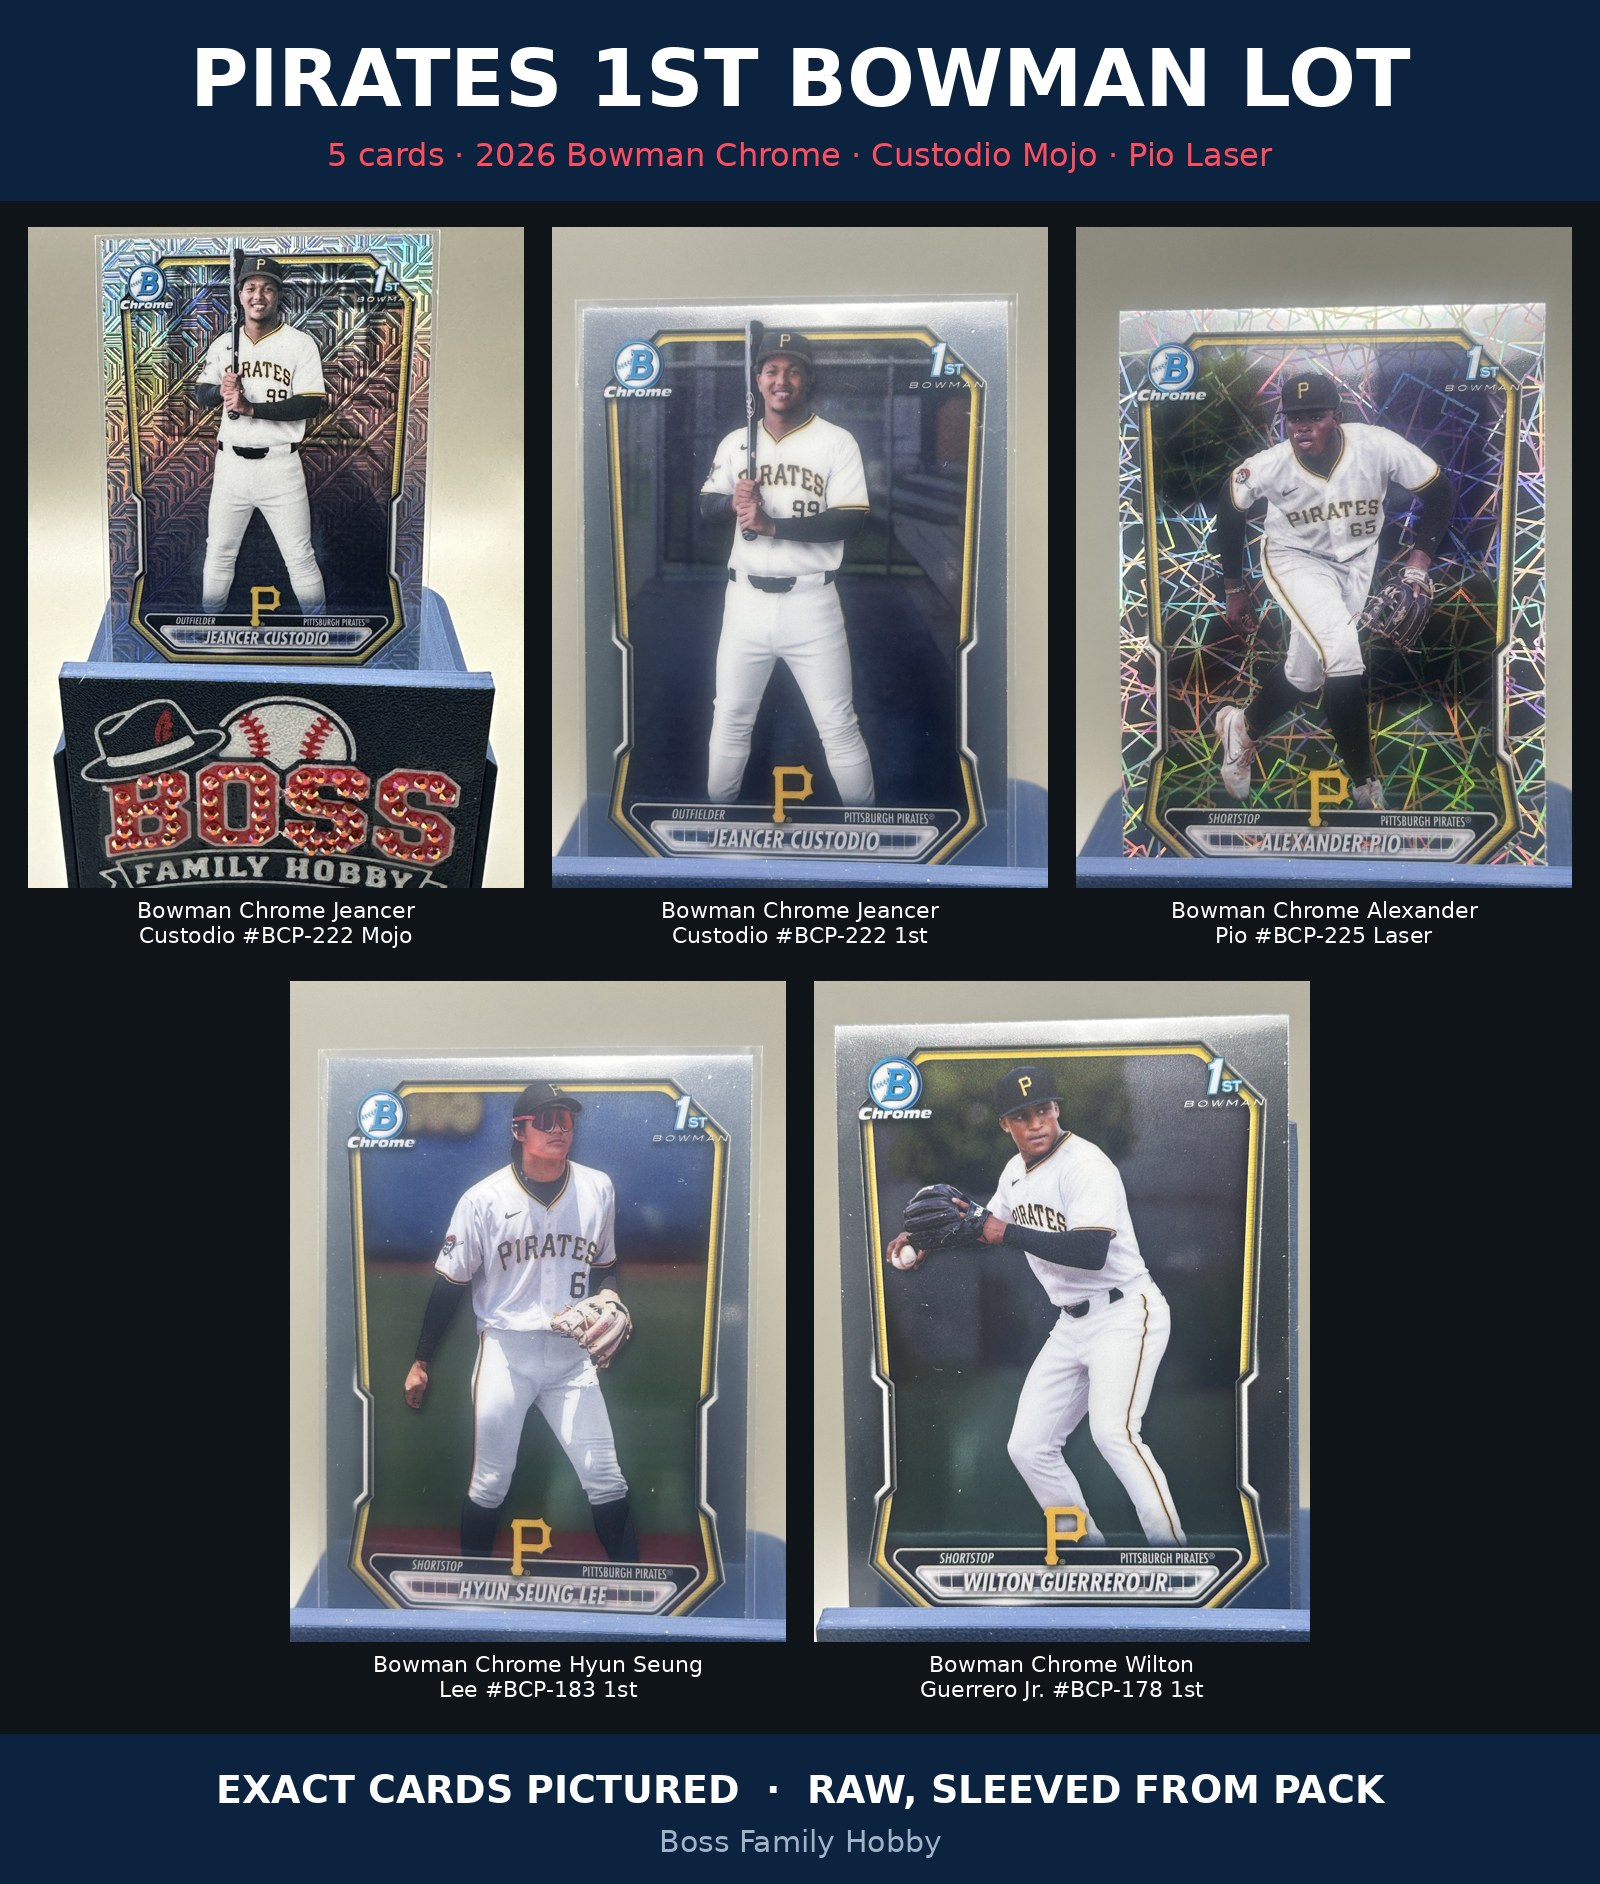 PIRATES 1ST BOWMAN LOT
5 cards · 2026 Bowman Chrome · Custodio Mojo · Pio Laser
B
Chrome
1ST
BOWMAN
P
PIRATES
99
P
OUTFIELDER
PITTSBURGH PIRATES®
JEANCER CUSTODIO
BOSS
FAMILY HOBBY
B
Chrome
1ST
BOWMAN
P
PIRATES
99
P
OUTFIELDER
PITTSBURGH PIRATES®
JEANCER CUSTODIO
B
Chrome
1ST
BOWMAN
P
PIRATES
65
P
SHORTSTOP
PITTSBURGH PIRATES®
ALEXANDER PIO
Bowman Chrome Jeancer
Custodio #BCP-222 Mojo
Bowman Chrome Jeancer
Custodio #BCP-222 1st
Bowman Chrome Alexander
Pio #BCP-225 Laser
B
Chrome
1ST
BOWMAN
P
PIRATES
6
P
SHORTSTOP
PITTSBURGH PIRATES®
HYUN SEUNG LEE
B
Chrome
1ST
BOWMAN
P
PIRATES
P
SHORTSTOP
PITTSBURGH PIRATES®
WILTON GUERRERO JR.
Bowman Chrome Hyun Seung
Lee #BCP-183 1st
Bowman Chrome Wilton
Guerrero Jr. #BCP-178 1st
EXACT CARDS PICTURED · RAW, SLEEVED FROM PACK
Boss Family Hobby